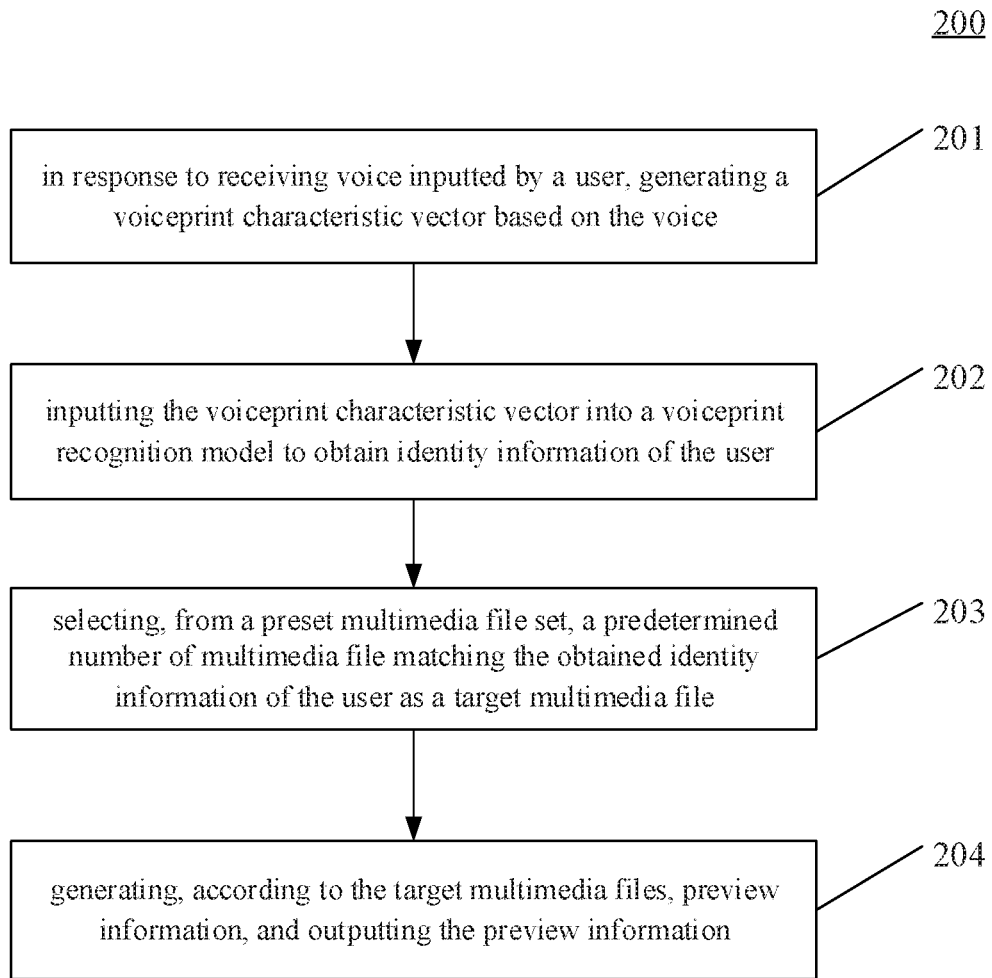 200
201
in response to receiving voice inputted by a user, generating a
voiceprint characteristic vector based on the voice
202
inputting the voiceprint characteristic vector into a voiceprint
recognition model to obtain identity information of the user
203
selecting, from a preset multimedia file set, a predetermined
number of multimedia file matching the obtained identity
information of the user as a target multimedia file
204
generating, according to the target multimedia files, preview
information, and outputting the preview information